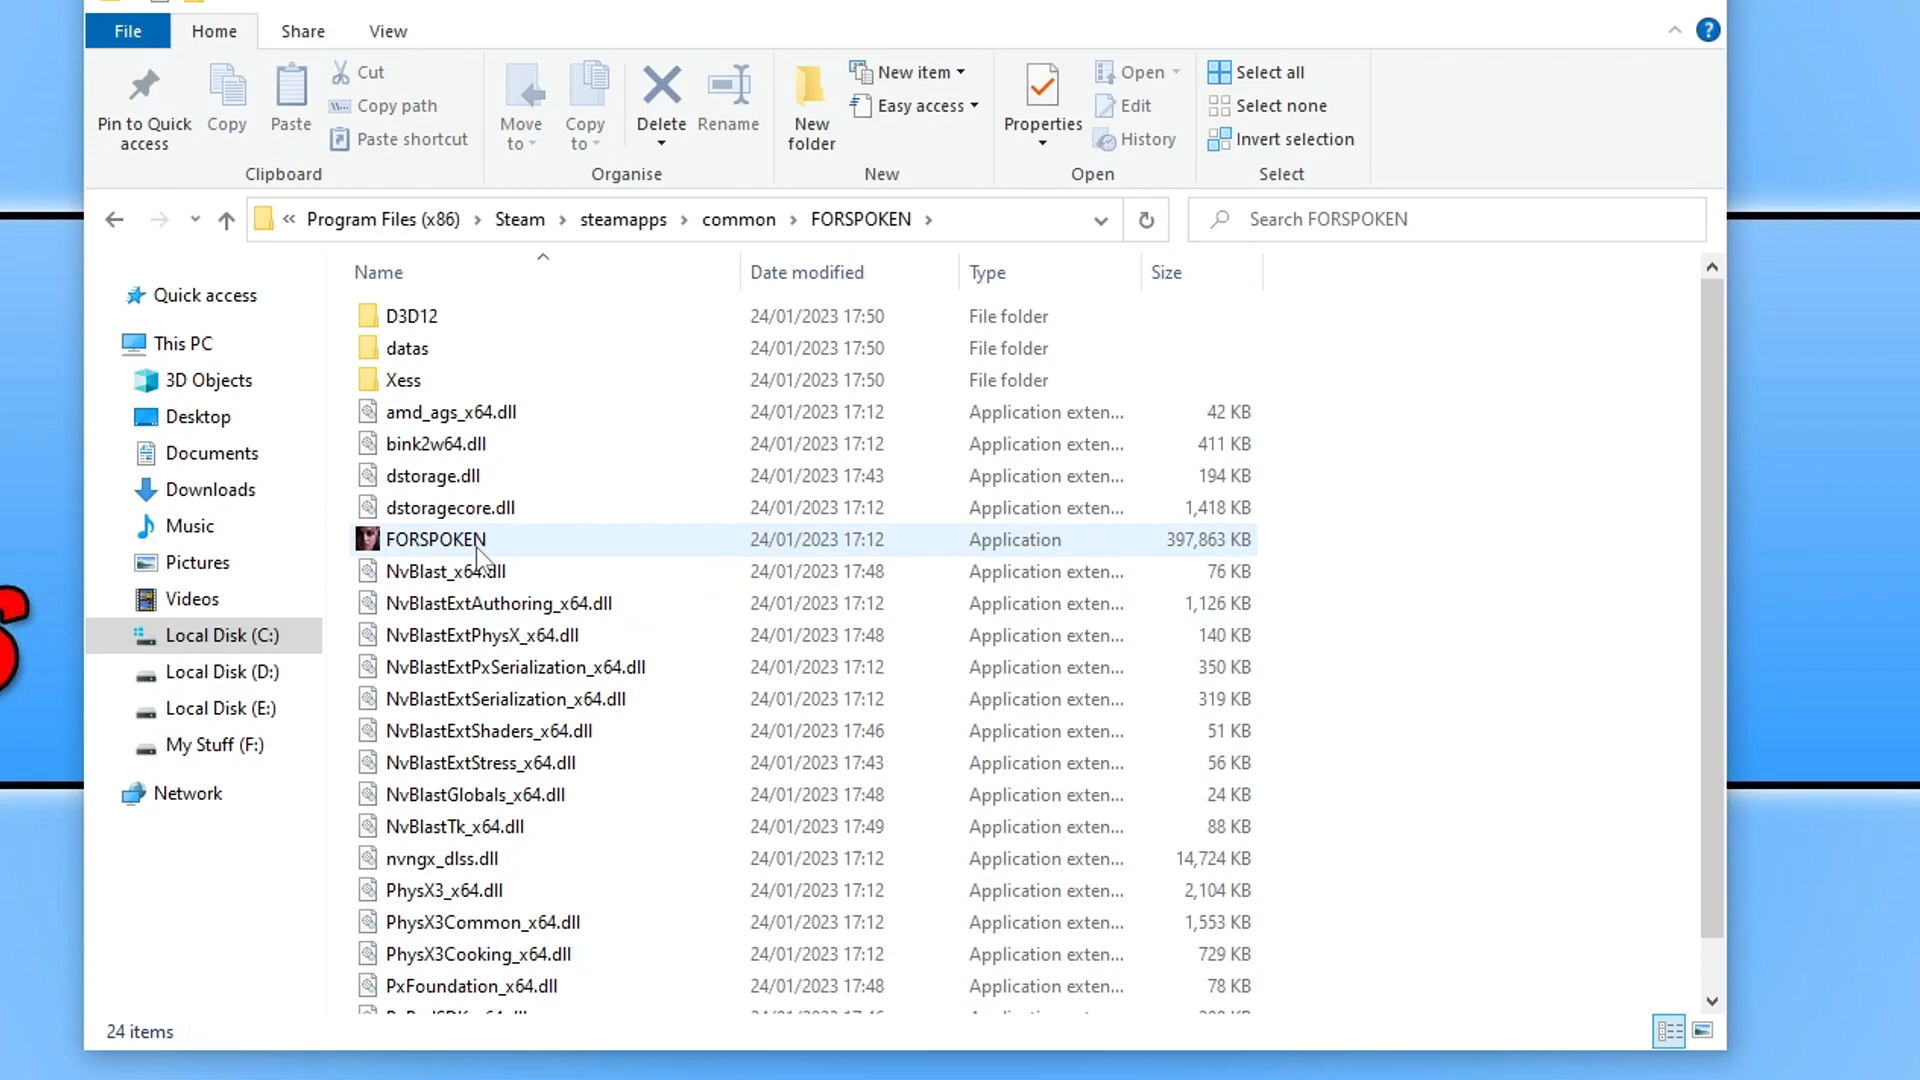 File Home Share View
Pin to Quick access
Copy
Paste
Cut
Copy path
Paste shortcut
Clipboard
Move to
Copy to
Delete
Rename
Organise
New folder
New item
Easy access
New
Properties
Open
Edit
History
Open
Select all
Select none
Invert selection
Select
« Program Files (x86) > Steam > steamapps > common > FORSPOKEN >
Search FORSPOKEN
Quick access
This PC
3D Objects
Desktop
Documents
Downloads
Music
Pictures
Videos
Local Disk (C:)
Local Disk (D:)
Local Disk (E:)
My Stuff (F:)
Network
Name Date modified Type Size
D3D12 24/01/2023 17:50 File folder
datas 24/01/2023 17:50 File folder
Xess 24/01/2023 17:50 File folder
amd_ags_x64.dll 24/01/2023 17:12 Application exten... 42 KB
bink2w64.dll 24/01/2023 17:12 Application exten... 411 KB
dstorage.dll 24/01/2023 17:43 Application exten... 194 KB
dstoragecore.dll 24/01/2023 17:12 Application exten... 1,418 KB
FORSPOKEN 24/01/2023 17:12 Application 397,863 KB
NvBlast_x64.dll 24/01/2023 17:48 Application exten... 76 KB
NvBlastExtAuthoring_x64.dll 24/01/2023 17:12 Application exten... 1,126 KB
NvBlastExtPhysX_x64.dll 24/01/2023 17:48 Application exten... 140 KB
NvBlastExtPxSerialization_x64.dll 24/01/2023 17:12 Application exten... 350 KB
NvBlastExtSerialization_x64.dll 24/01/2023 17:12 Application exten... 319 KB
NvBlastExtShaders_x64.dll 24/01/2023 17:46 Application exten... 51 KB
NvBlastExtStress_x64.dll 24/01/2023 17:43 Application exten... 56 KB
NvBlastGlobals_x64.dll 24/01/2023 17:48 Application exten... 24 KB
NvBlastTk_x64.dll 24/01/2023 17:49 Application exten... 88 KB
nvngx_dlss.dll 24/01/2023 17:12 Application exten... 14,724 KB
PhysX3_x64.dll 24/01/2023 17:12 Application exten... 2,104 KB
PhysX3Common_x64.dll 24/01/2023 17:12 Application exten... 1,553 KB
PhysX3Cooking_x64.dll 24/01/2023 17:12 Application exten... 729 KB
PxFoundation_x64.dll 24/01/2023 17:48 Application exten... 78 KB
24 items